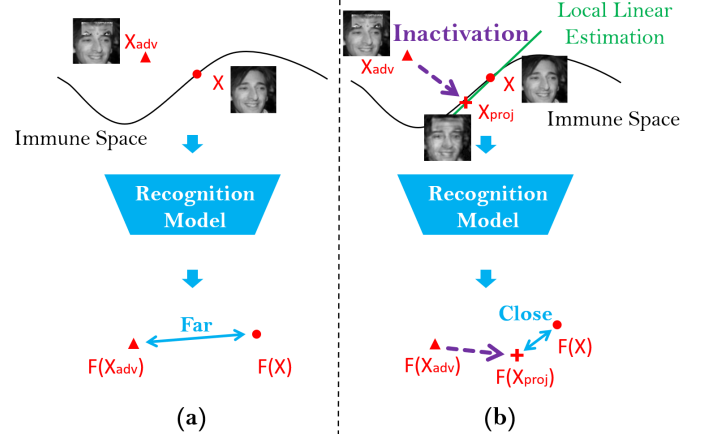 Xadv
X
Immune Space
Recognition
Model
Far
F(Xadv)
F(X)
(a)
Local Linear
Estimation
Inactivation
Xadv
X
Xproj
Immune Space
Recognition
Model
Close
F(X)
F(Xadv)
F(Xproj)
(b)